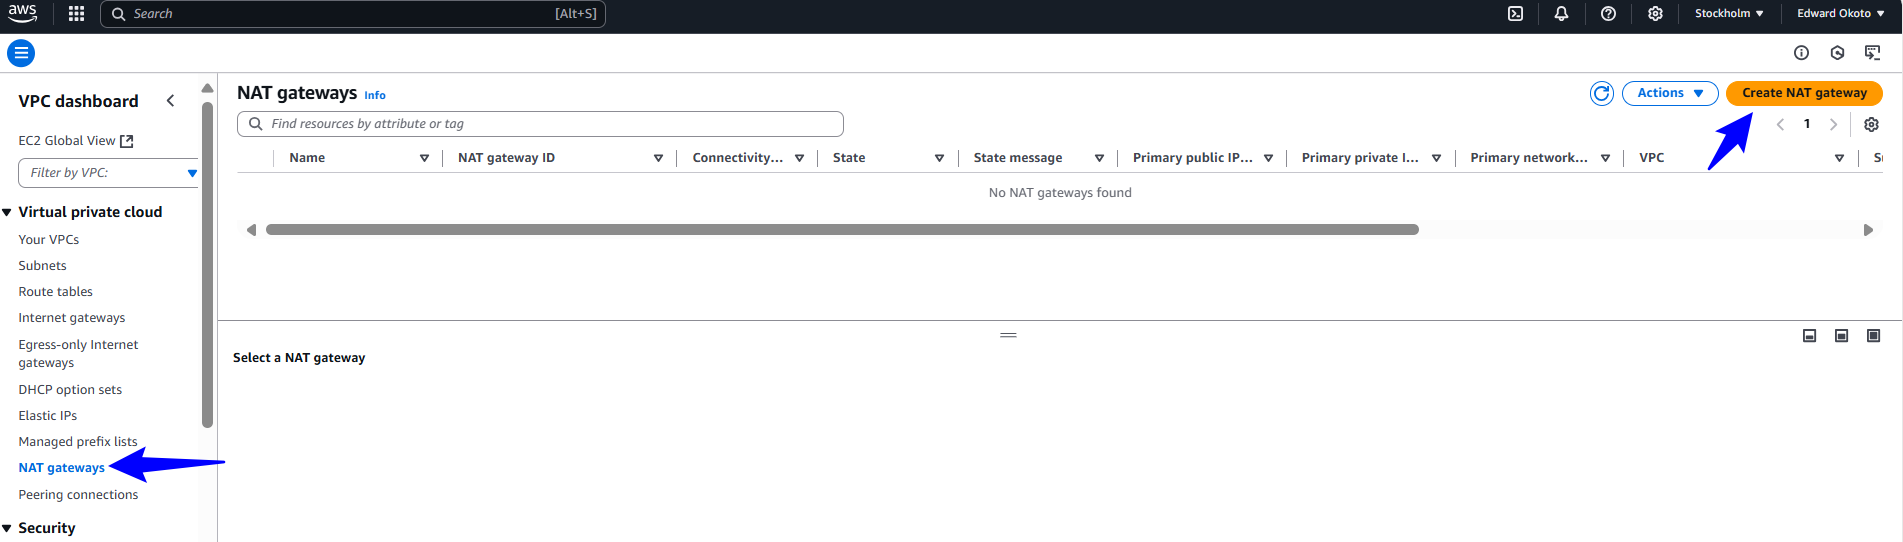 aws
Search [Alt+S]
Stockholm Edward Okoto
VPC dashboard
EC2 Global View
Filter by VPC:
Virtual private cloud
Your VPCs
Subnets
Route tables
Internet gateways
Egress-only Internet
gateways
DHCP option sets
Elastic IPs
Managed prefix lists
NAT gateways
Peering connections
Security
NAT gateways Info
Actions Create NAT gateway
Find resources by attribute or tag
1
Name NAT gateway ID Connectivity... State State message Primary public IP... Primary private I... Primary network... VPC
No NAT gateways found
Select a NAT gateway